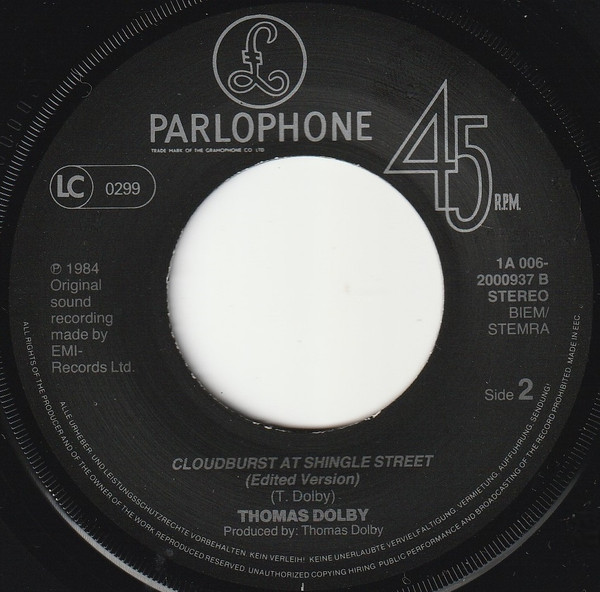 £
PARLOPHONE
TRADE MARK OF THE GRAMOPHONE CO LTD
45 R.P.M.
LC 0299
℗ 1984
Original
sound
recording
made by
EMI-
Records Ltd.
1A 006-
2000937 B
STEREO
BIEM/
STEMRA
Side 2
CLOUDBURST AT SHINGLE STREET
(Edited Version)
(T. Dolby)
THOMAS DOLBY
Produced by: Thomas Dolby
ALLE URHEBER- UND LEISTUNGSSCHUTZRECHTE VORBEHALTEN. KEIN VERLEIH! KEINE UNERLAUBTE VERVIELFALTIGUNG, VERMIETUNG, AUFFUHRUNG, SENDUNG!
ALL RIGHTS OF THE PRODUCER AND OF THE OWNER OF THE WORK REPRODUCED RESERVED. UNAUTHORIZED COPYING HIRING PUBLIC PERFORMANCE AND BROADCASTING OF THE RECORD PROHIBITED. MADE IN EEC